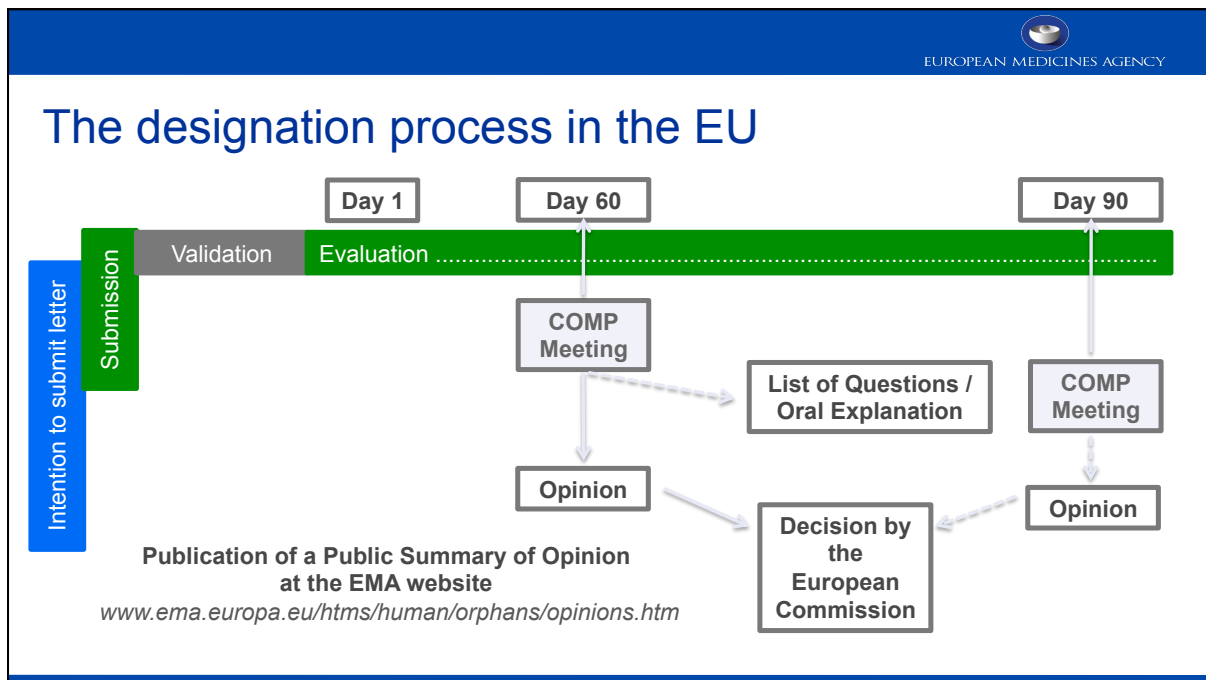 EUROPEAN MEDICINES AGENCY
The designation process in the EU
Day 1
Day 60
Day 90
Intention to submit letter
Submission
Validation
Evaluation ..............................................................................................................
COMP
Meeting
List of Questions /
Oral Explanation
COMP
Meeting
Opinion
Opinion
Decision by
the
European
Commission
Publication of a Public Summary of Opinion
at the EMA website
www.ema.europa.eu/htms/human/orphans/opinions.htm